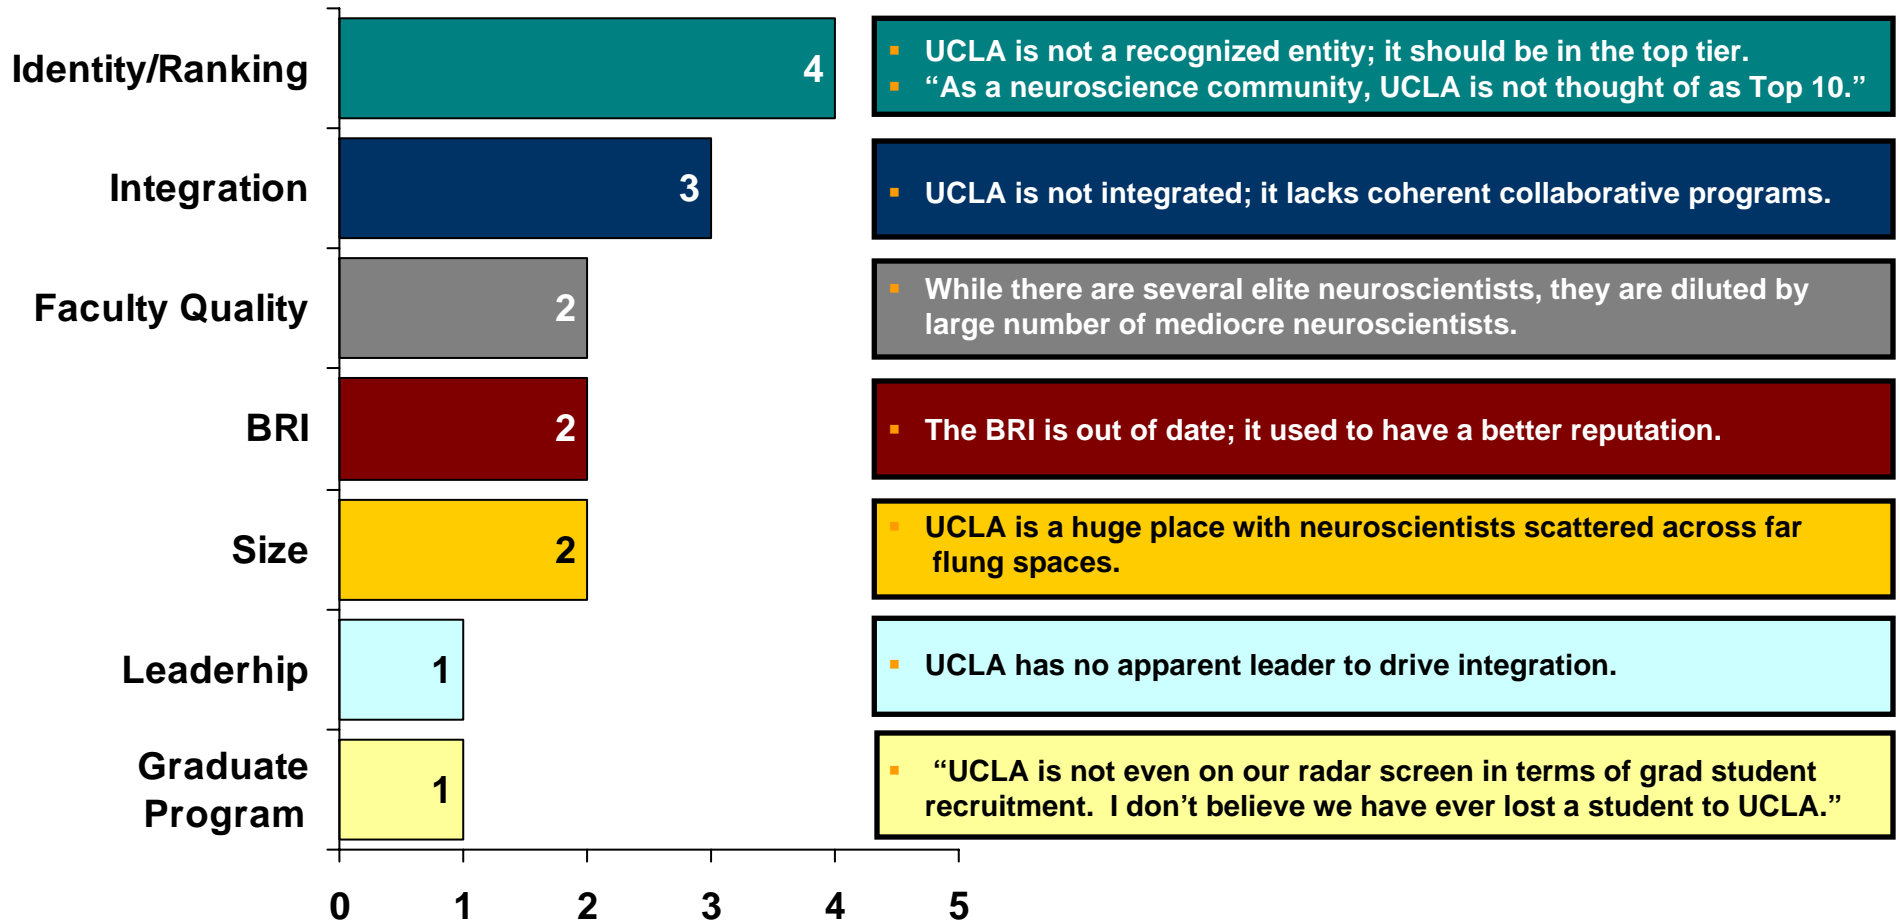 Identity/Ranking
4
▪ UCLA is not a recognized entity; it should be in the top tier.
▪ “As a neuroscience community, UCLA is not thought of as Top 10.”
Integration
3
▪ UCLA is not integrated; it lacks coherent collaborative programs.
Faculty Quality
2
▪ While there are several elite neuroscientists, they are diluted by
large number of mediocre neuroscientists.
BRI
2
▪ The BRI is out of date; it used to have a better reputation.
Size
2
▪ UCLA is a huge place with neuroscientists scattered across far
flung spaces.
Leaderhip
1
▪ UCLA has no apparent leader to drive integration.
Graduate
Program
1
▪ “UCLA is not even on our radar screen in terms of grad student
recruitment.  I don’t believe we have ever lost a student to UCLA.”
0 1 2 3 4 5